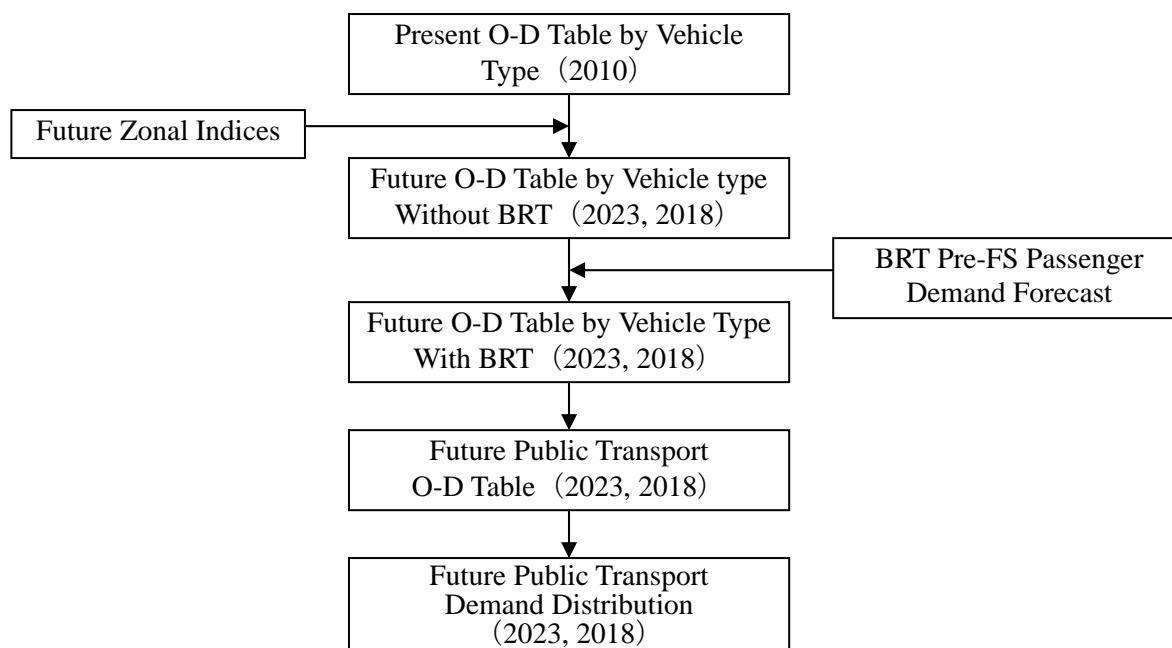 Present O-D Table by Vehicle
Type（2010）
Future Zonal Indices
Future O-D Table by Vehicle type
Without BRT（2023, 2018）
BRT Pre-FS Passenger
Demand Forecast
Future O-D Table by Vehicle Type
With BRT（2023, 2018）
Future Public Transport
O-D Table（2023, 2018）
Future Public Transport
Demand Distribution
（2023, 2018）